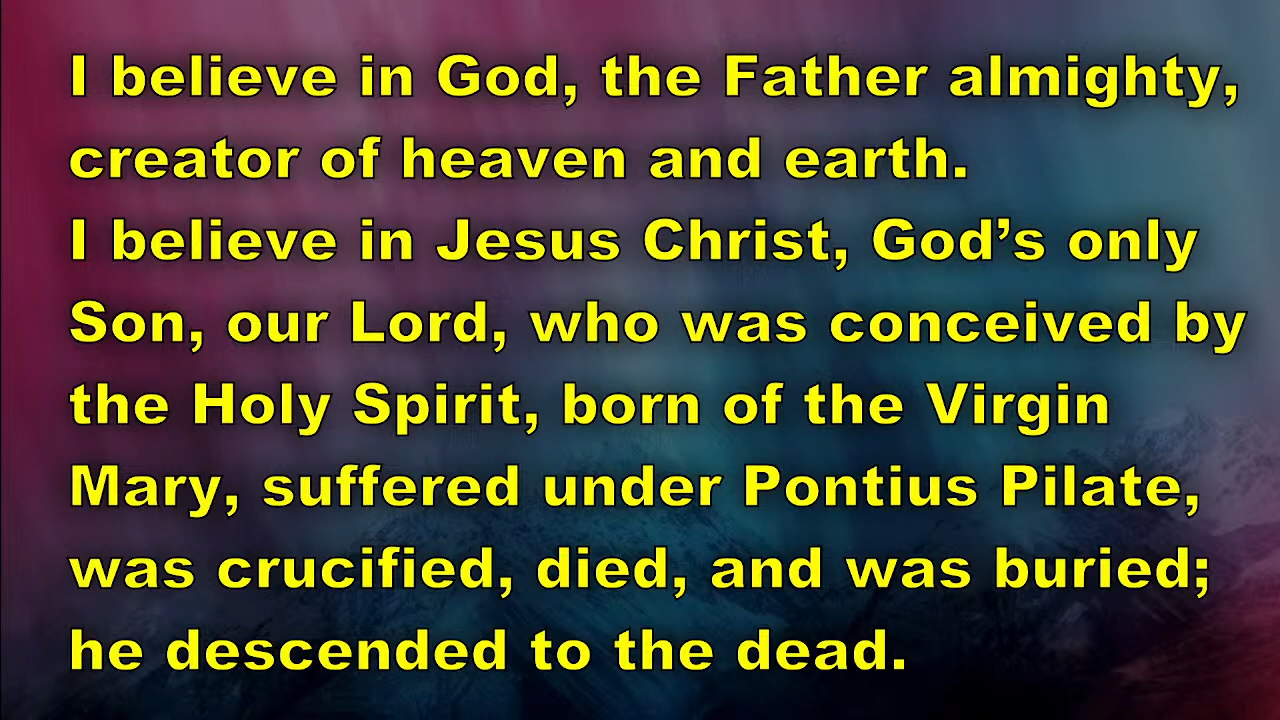 I believe in God, the Father almighty,
creator of heaven and earth.
I believe in Jesus Christ, God’s only
Son, our Lord, who was conceived by
the Holy Spirit, born of the Virgin
Mary, suffered under Pontius Pilate,
was crucified, died, and was buried;
he descended to the dead.